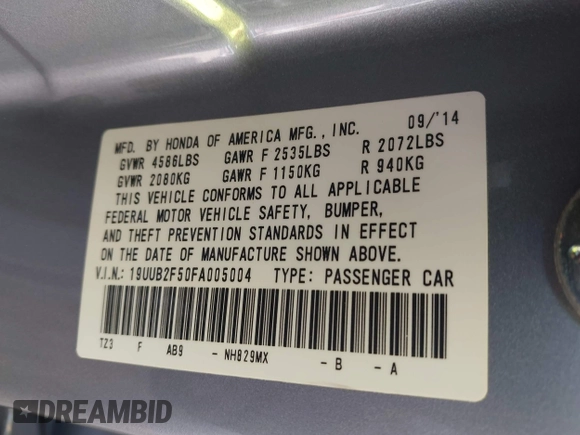 MFD. BY HONDA OF AMERICA MFG., INC. 09/'14
GVWR 4586LBS GAWR F 2535LBS R 2072LBS
GVWR 2080KG GAWR F 1150KG R 940KG
THIS VEHICLE CONFORMS TO ALL APPLICABLE
FEDERAL MOTOR VEHICLE SAFETY, BUMPER,
AND THEFT PREVENTION STANDARDS IN EFFECT
ON THE DATE OF MANUFACTURE SHOWN ABOVE.
V.I.N.: 19UUB2F50FA005004 TYPE: PASSENGER CAR
TZ3 F AB9 - NH829MX - B - A
DREAMBID